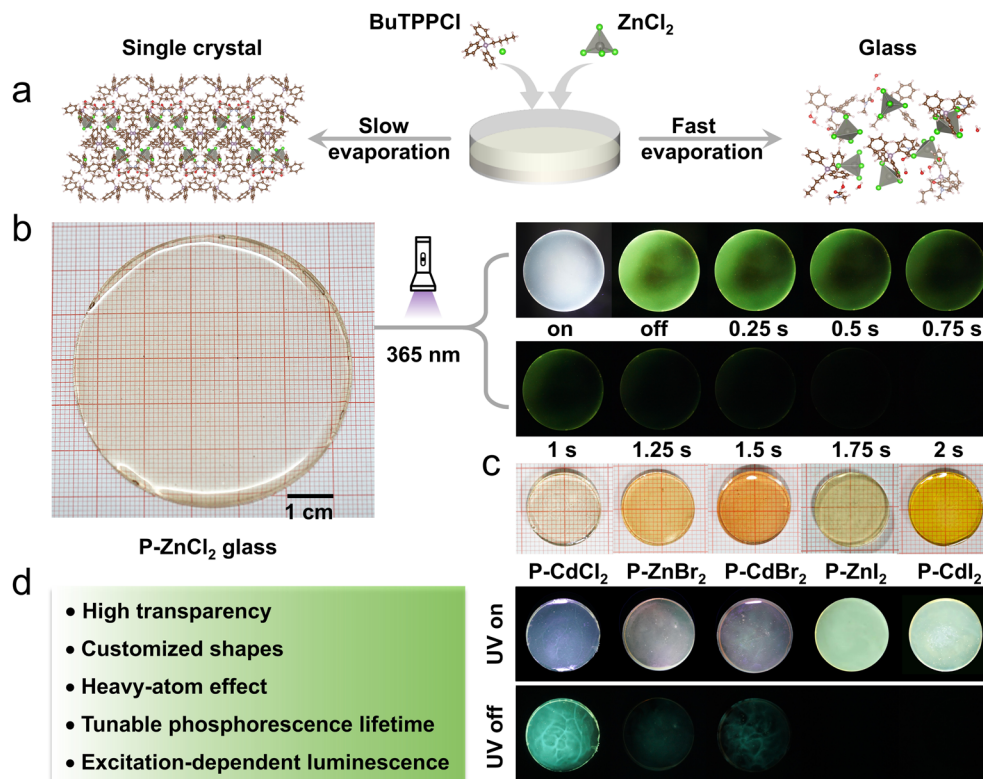 a
Single crystal
BuTPPCl
ZnCl₂
Glass
Slow
evaporation
Fast
evaporation
b
365 nm
1 cm
P-ZnCl₂ glass
on
off
0.25 s
0.5 s
0.75 s
1 s
1.25 s
1.5 s
1.75 s
2 s
c
P-CdCl₂
P-ZnBr₂
P-CdBr₂
P-ZnI₂
P-CdI₂
UV on
UV off
d
• High transparency
• Customized shapes
• Heavy-atom effect
• Tunable phosphorescence lifetime
• Excitation-dependent luminescence